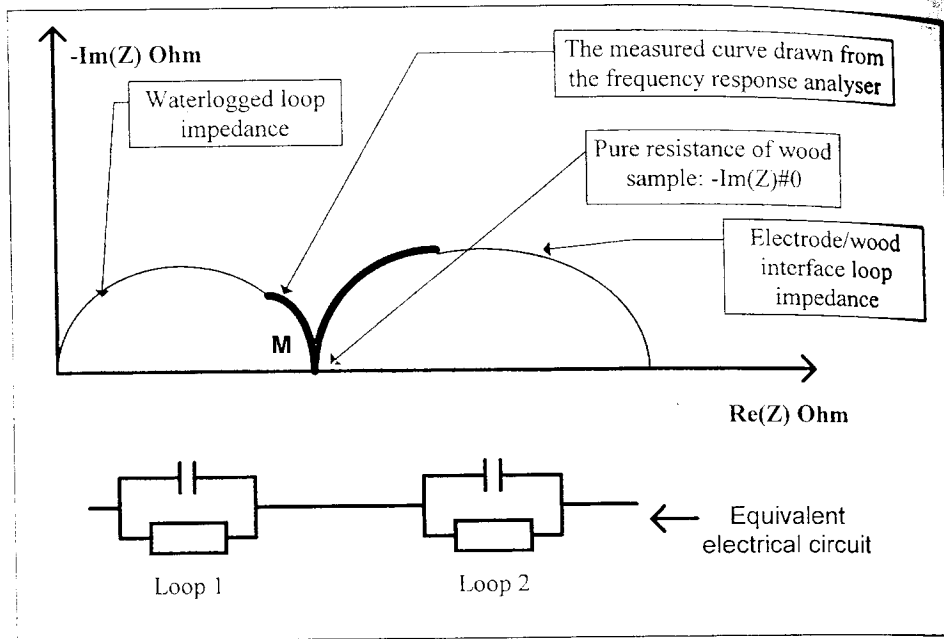 -Im(Z) Ohm
Waterlogged loop
impedance
The measured curve drawn from
the frequency response analyser
Pure resistance of wood
sample: -Im(Z)#0
Electrode/wood
interface loop
impedance
M
Re(Z) Ohm
Equivalent
electrical circuit
Loop 1
Loop 2